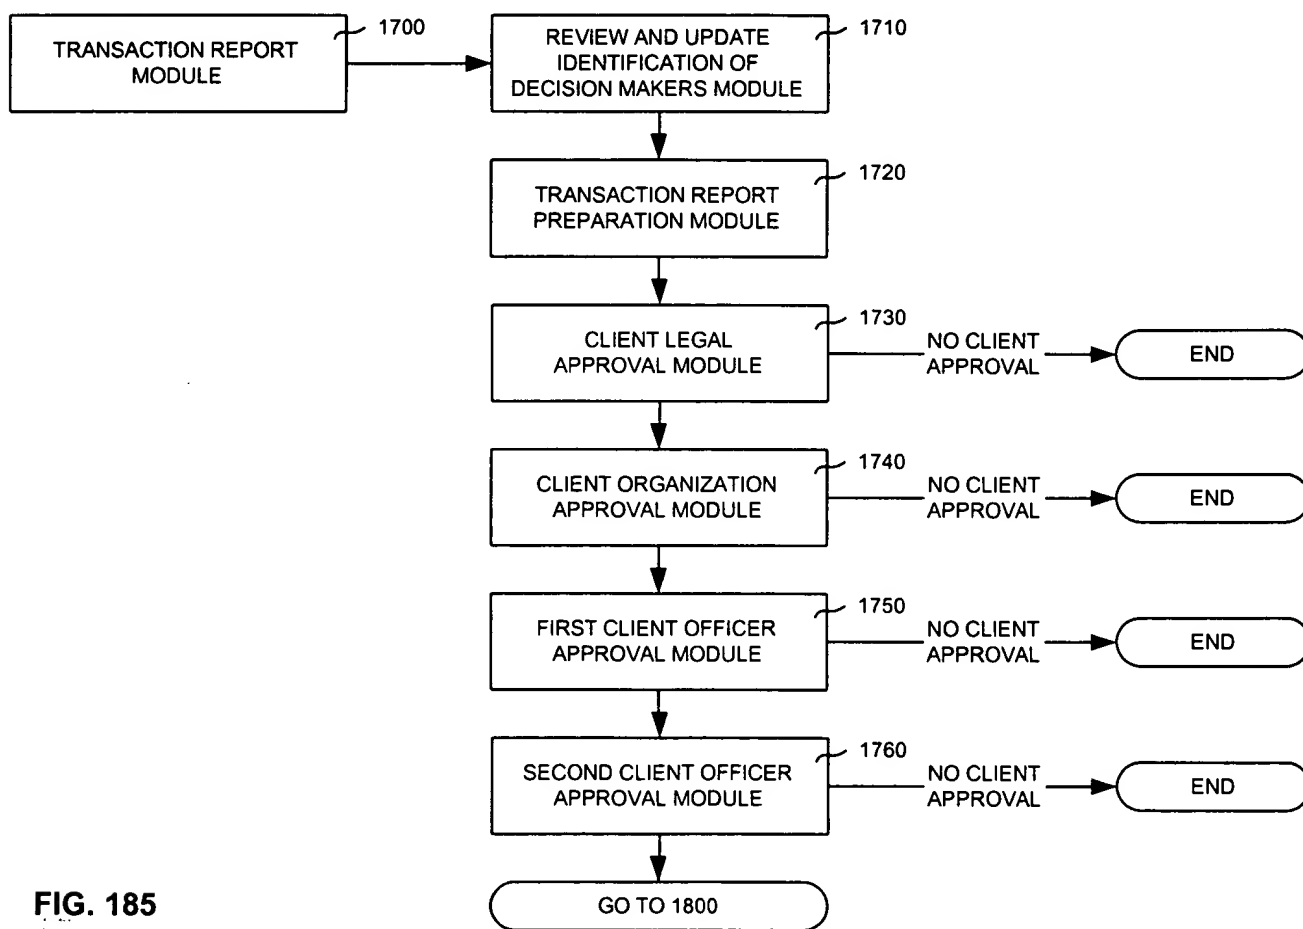 TRANSACTION REPORT
MODULE
1700
REVIEW AND UPDATE
IDENTIFICATION OF
DECISION MAKERS MODULE
1710
TRANSACTION REPORT
PREPARATION MODULE
1720
CLIENT LEGAL
APPROVAL MODULE
1730
NO CLIENT
APPROVAL
END
CLIENT ORGANIZATION
APPROVAL MODULE
1740
NO CLIENT
APPROVAL
END
FIRST CLIENT OFFICER
APPROVAL MODULE
1750
NO CLIENT
APPROVAL
END
SECOND CLIENT OFFICER
APPROVAL MODULE
1760
NO CLIENT
APPROVAL
END
GO TO 1800
FIG. 185